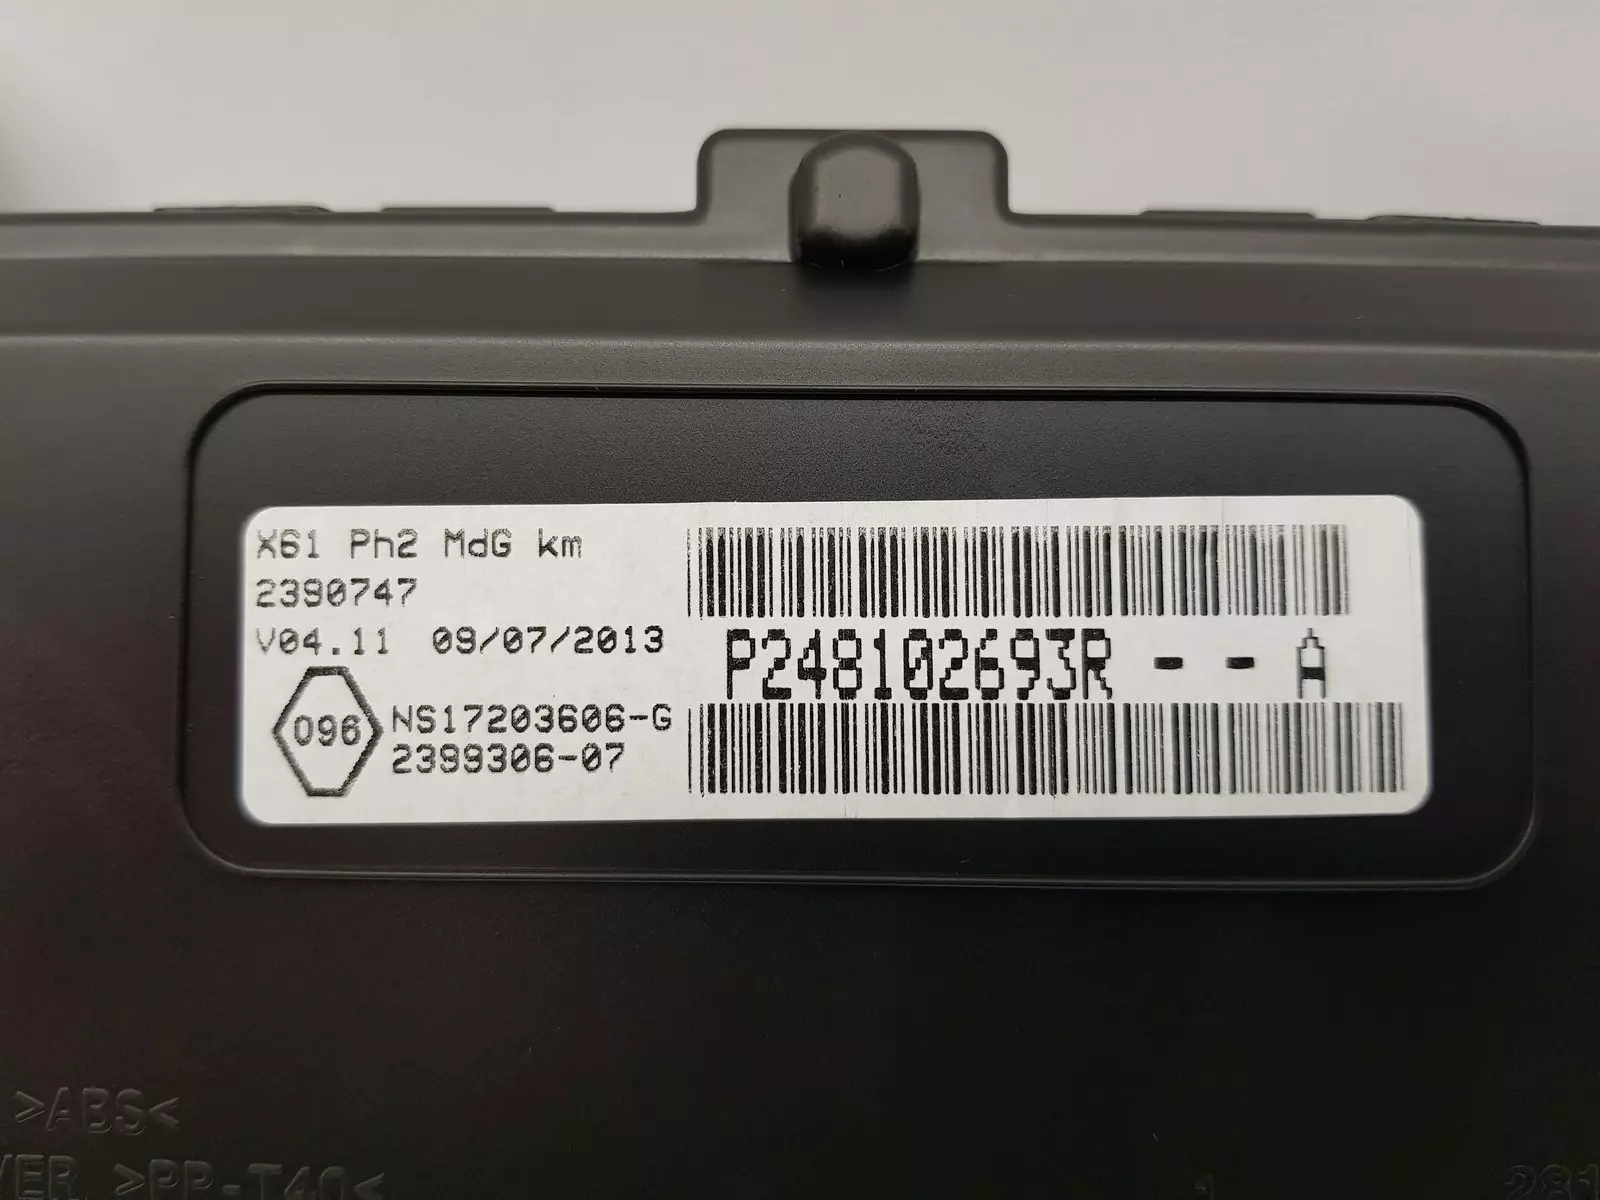 X61 Ph2 MdG km
2390747
V04.11 09/07/2013
096
NS17203606-G
2399306-07
P248102693R - - A
>ABS<
>PP-T40<